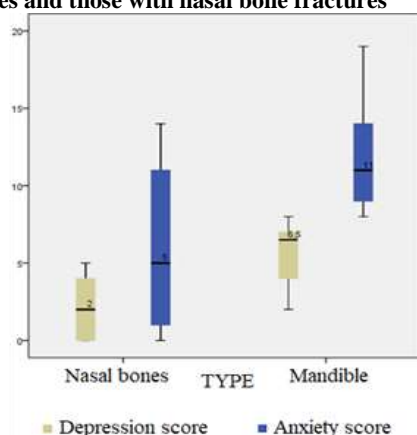 es and those with nasal bone fractures
20
15
10
5
0
2
5
6.5
11
Nasal bones
TYPE
Mandible
Depression score
Anxiety score